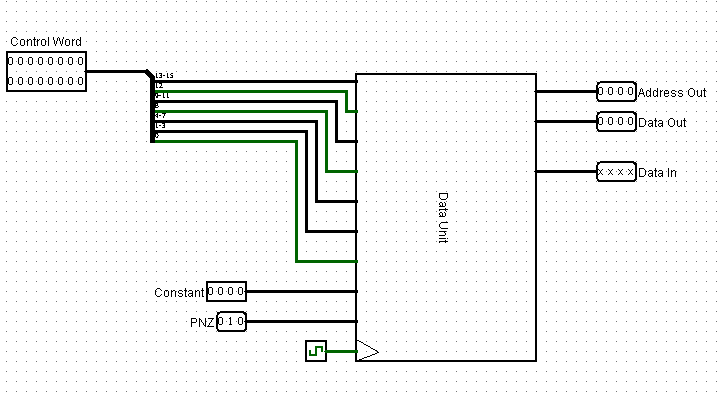 Control Word
0 0 0 0 0 0 0 0
0 0 0 0 0 0 0 0
13-15
12
9-11
8
4-7
1-3
0
Data Unit
0 0 0 0 Address Out
0 0 0 0 Data Out
x x x x Data In
Constant 0 0 0 0
PNZ 0 1 0